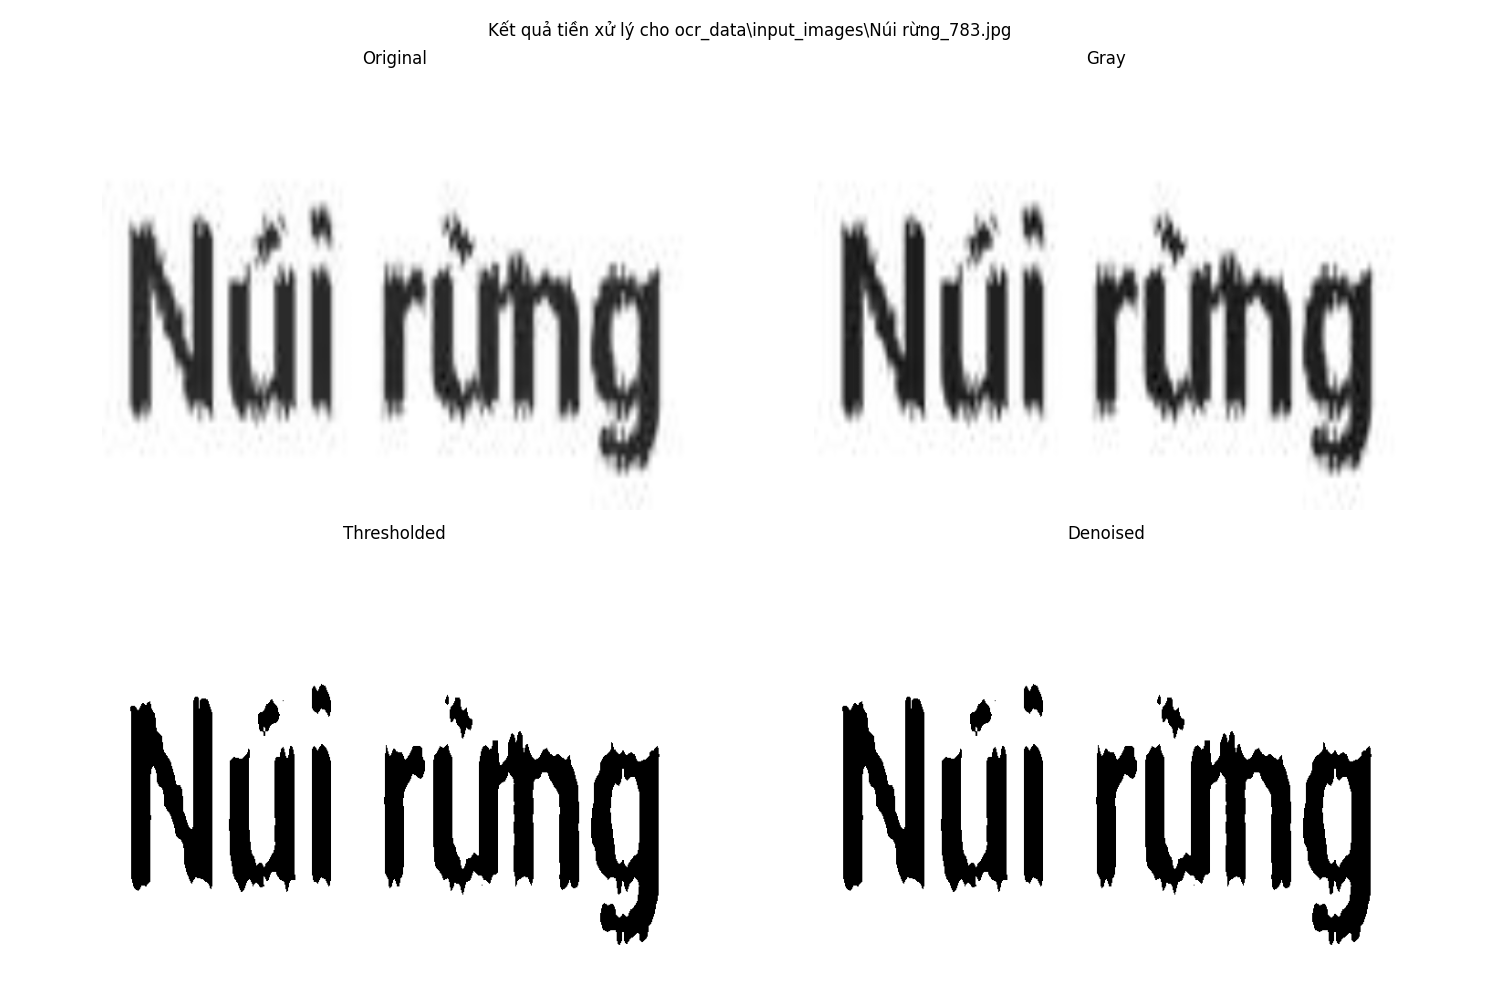 Kết quả tiền xử lý cho ocr_data\input_images\Núi rừng_783.jpg
Original
Gray
Núi rừng
Núi rừng
Thresholded
Denoised
Núi rừng
Núi rừng